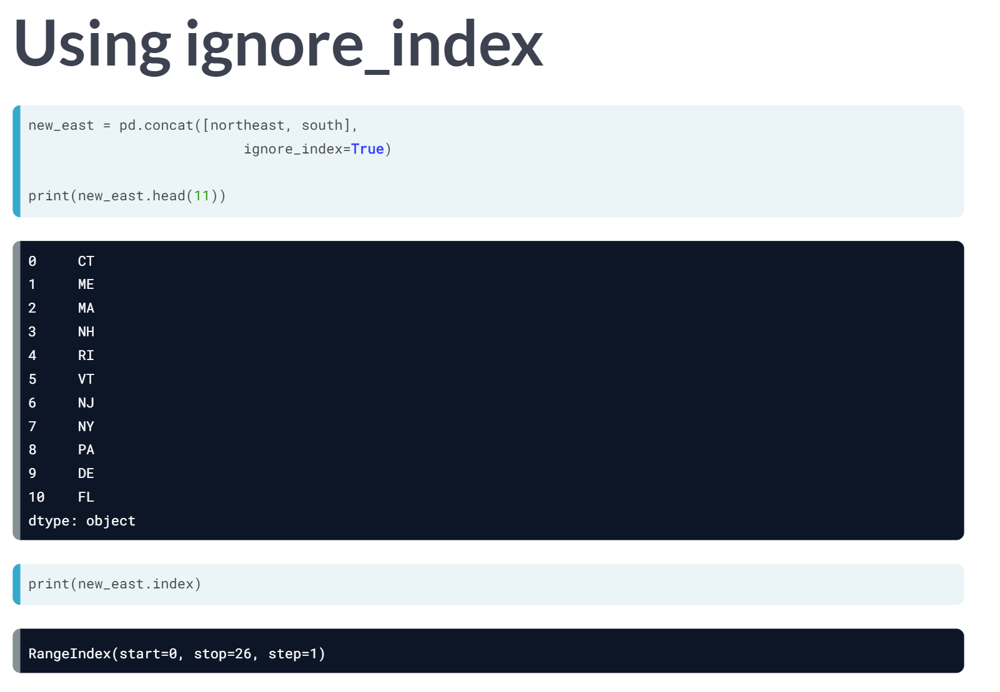 Using ignore_index
new_east = pd.concat([northeast, south],
                          ignore_index=True)
print(new_east.head(11))
0     CT
1     ME
2     MA
3     NH
4     RI
5     VT
6     NJ
7     NY
8     PA
9     DE
10    FL
dtype: object
print(new_east.index)
RangeIndex(start=0, stop=26, step=1)